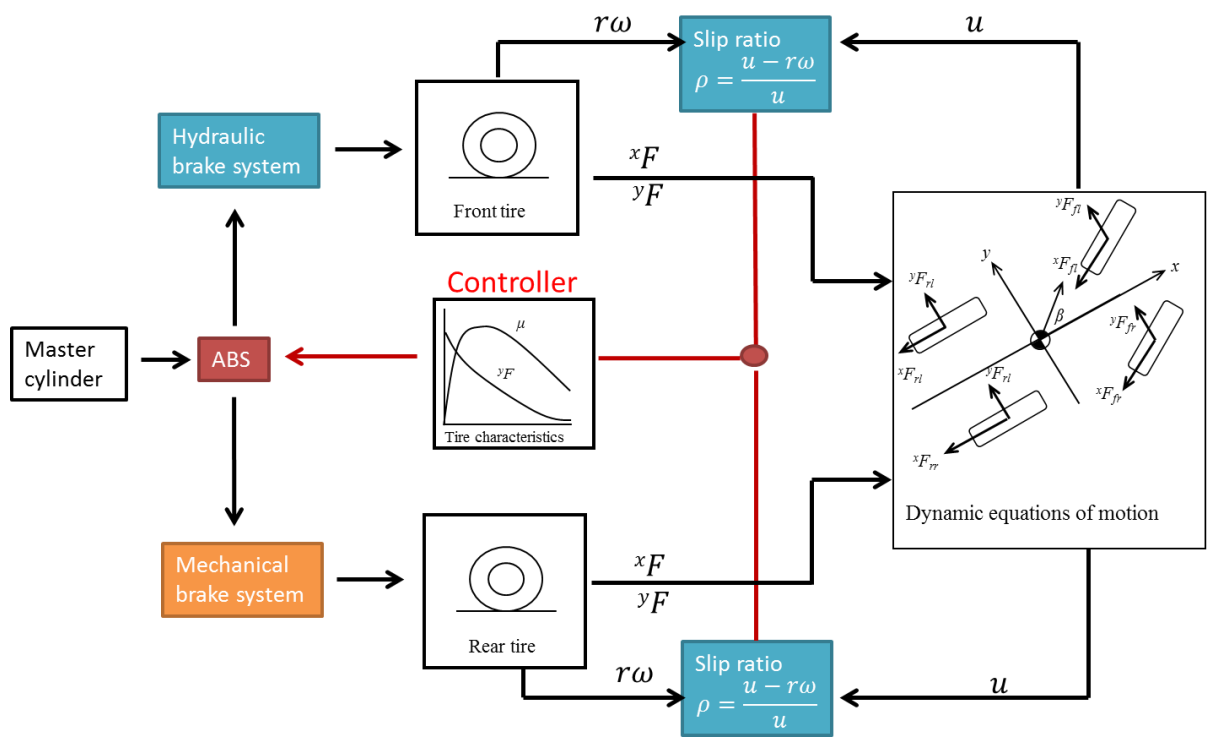 rω
Slip ratio
ρ = (u − rω)/u
u
Hydraulic
brake system
Front tire
ˣF
ʸF
Controller
μ
ʸF
Tire characteristics
Master
cylinder
ABS
Mechanical
brake system
Rear tire
ˣF
ʸF
rω
Slip ratio
ρ = (u − rω)/u
u
ʸF_fl
y
ˣF_fl
x
ʸF_rl
β
ʸF_fr
ˣF_rl
ʸF_rl
ˣF_fr
ˣF_rr
Dynamic equations of motion